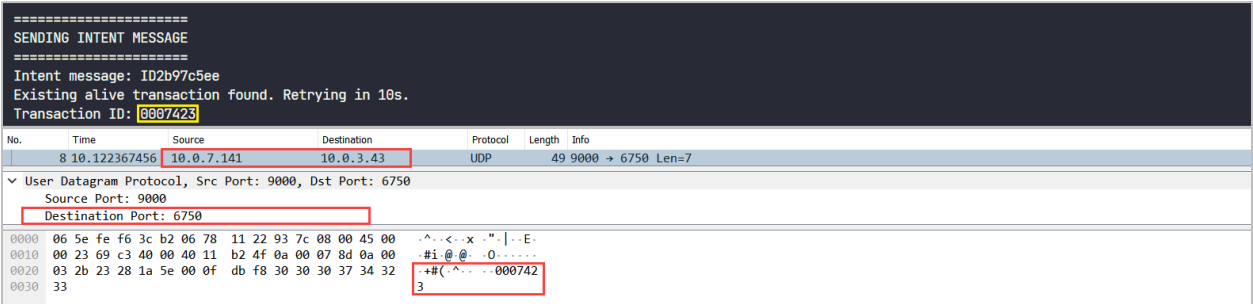 ======================
SENDING INTENT MESSAGE
======================
Intent message: ID2b97c5ee
Existing alive transaction found. Retrying in 10s.
Transaction ID: 0007423
No. Time Source Destination Protocol Length Info
8 10.122367456 10.0.7.141 10.0.3.43 UDP 49 9000 → 6750 Len=7
User Datagram Protocol, Src Port: 9000, Dst Port: 6750
Source Port: 9000
Destination Port: 6750
0000 06 5e fe f6 3c b2 06 78 11 22 93 7c 08 00 45 00 ·^··<··x ·"·|··E·
0010 00 23 69 c3 40 00 40 11 b2 4f 0a 00 07 8d 0a 00 ·#i·@·@· ·O······
0020 03 2b 23 28 1a 5e 00 0f db f8 30 30 30 37 34 32 ·+#(·^·· ··000742
0030 33 3